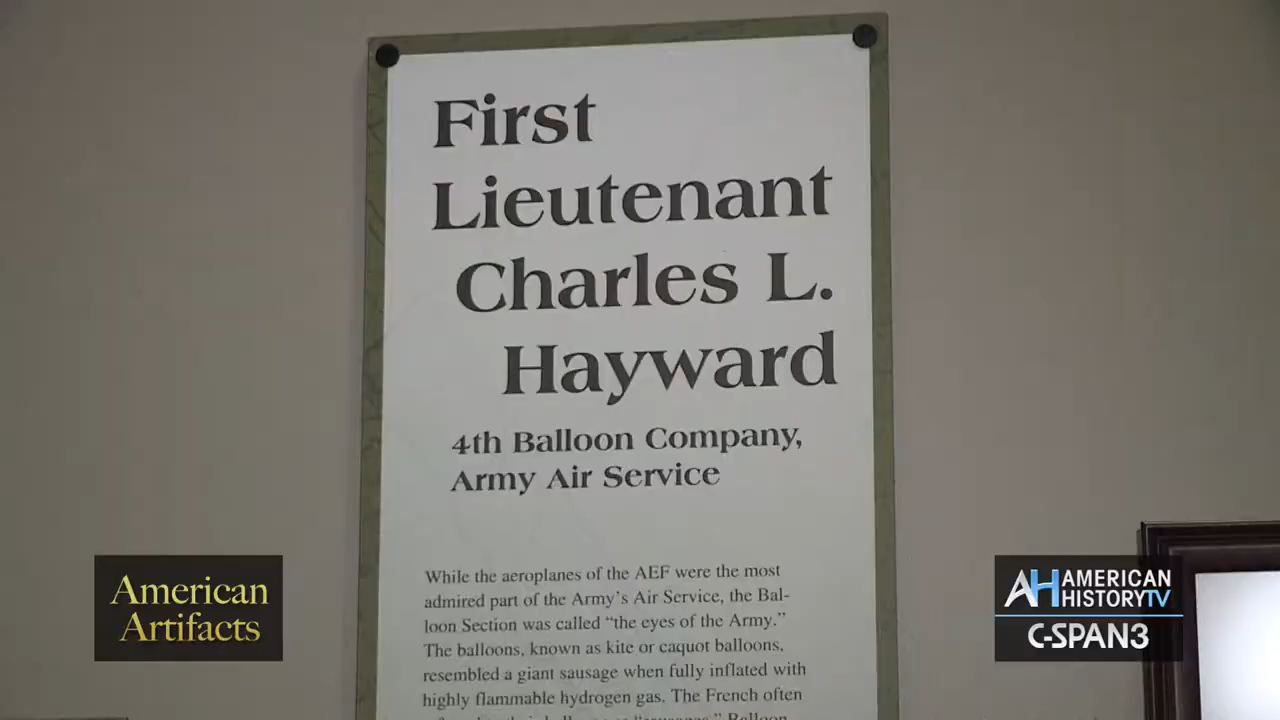 First
Lieutenant
Charles L.
Hayward
4th Balloon Company,
Army Air Service
While the aeroplanes of the AEF were the most
admired part of the Army's Air Service, the Bal-
loon Section was called “the eyes of the Army.”
The balloons, known as kite or caquot balloons,
resembled a giant sausage when fully inflated with
highly flammable hydrogen gas. The French often
American
Artifacts
AH AMERICAN
HISTORYTV
C-SPAN3